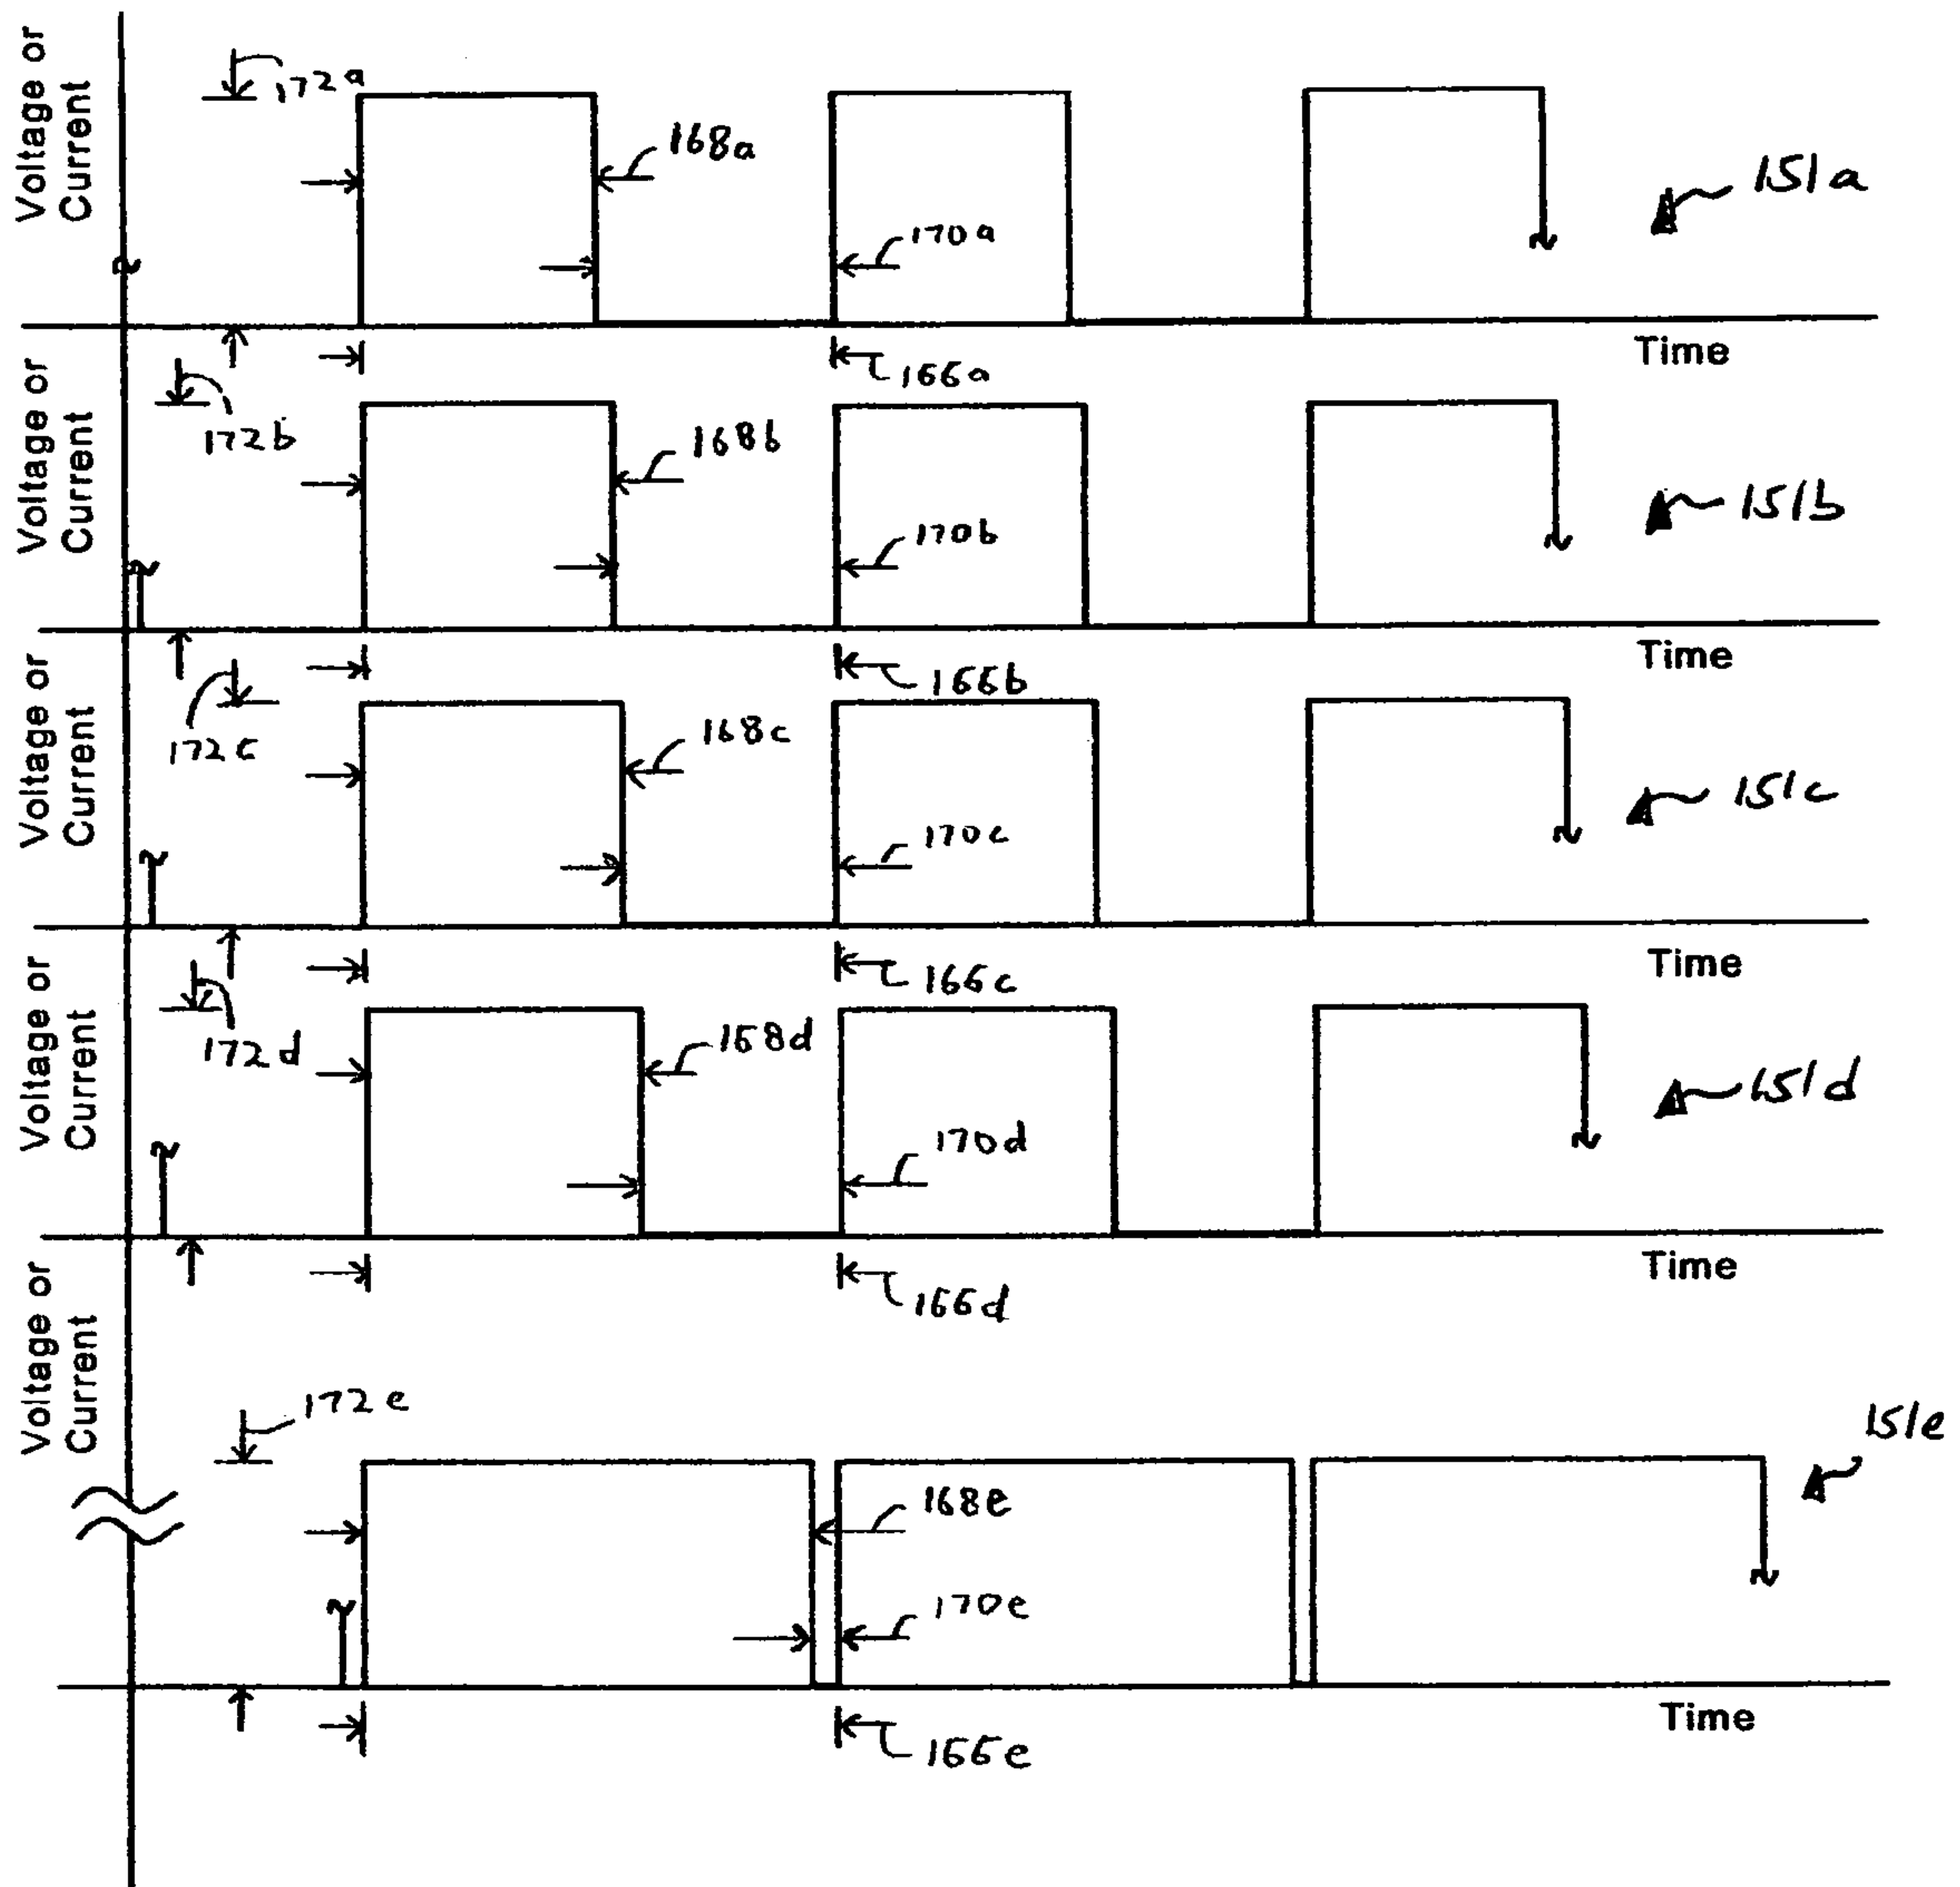 Voltage or
Current
172a
168a
151a
170a
Time
166a
Voltage or
Current
172b
168b
151b
170b
Time
166b
Voltage or
Current
172c
168c
151c
170c
Time
166c
Voltage or
Current
172d
168d
151d
170d
Time
166d
Voltage or
Current
172e
151e
168e
170e
Time
166e